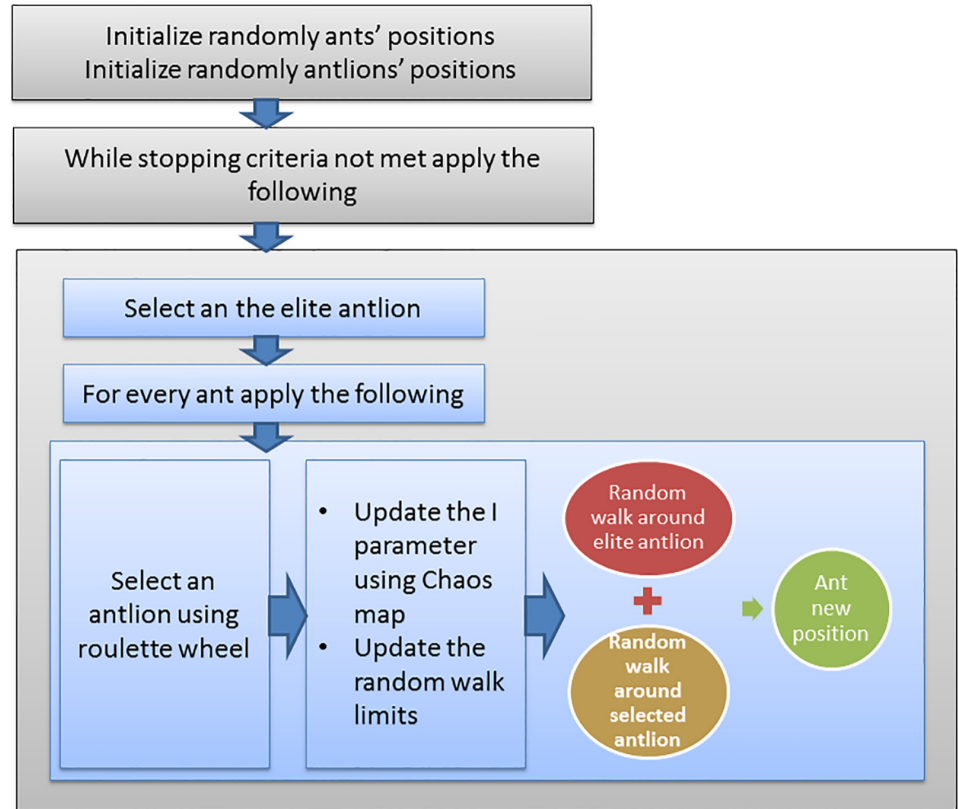 Initialize randomly ants' positions
Initialize randomly antlions' positions
While stopping criteria not met apply the
following
Select an the elite antlion
For every ant apply the following
Select an
antlion using
roulette wheel
• Update the I
parameter
using Chaos
map
• Update the
random walk
limits
Random
walk around
elite antlion
+
Random
walk
around
selected
antlion
Ant
new
position